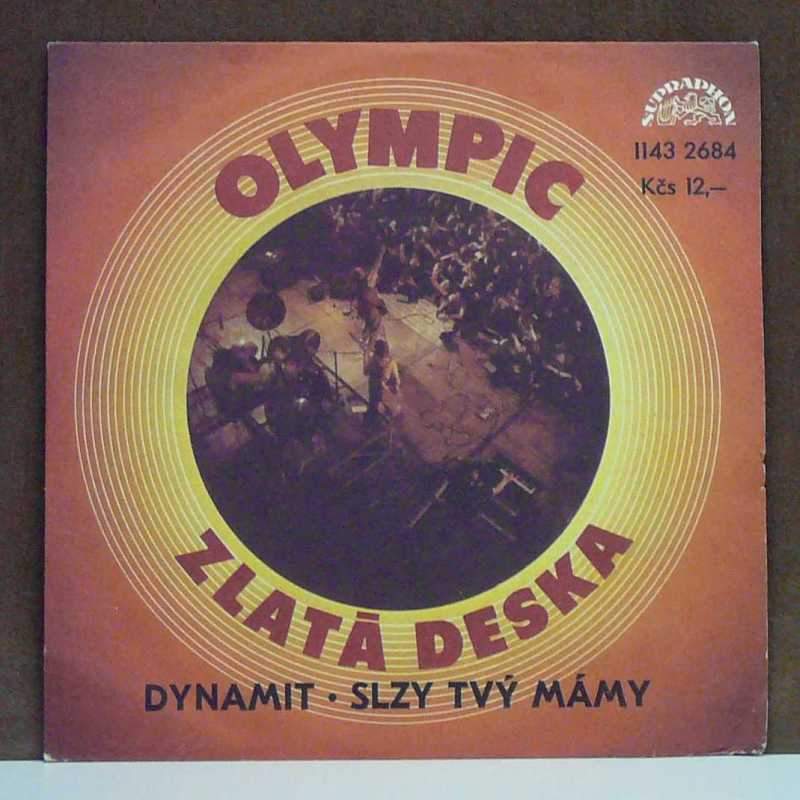 SUPRAPHON
1143 2684
Kčs 12,–
OLYMPIC
ZLATÁ DESKA
DYNAMIT • SLZY TVÝ MÁMY